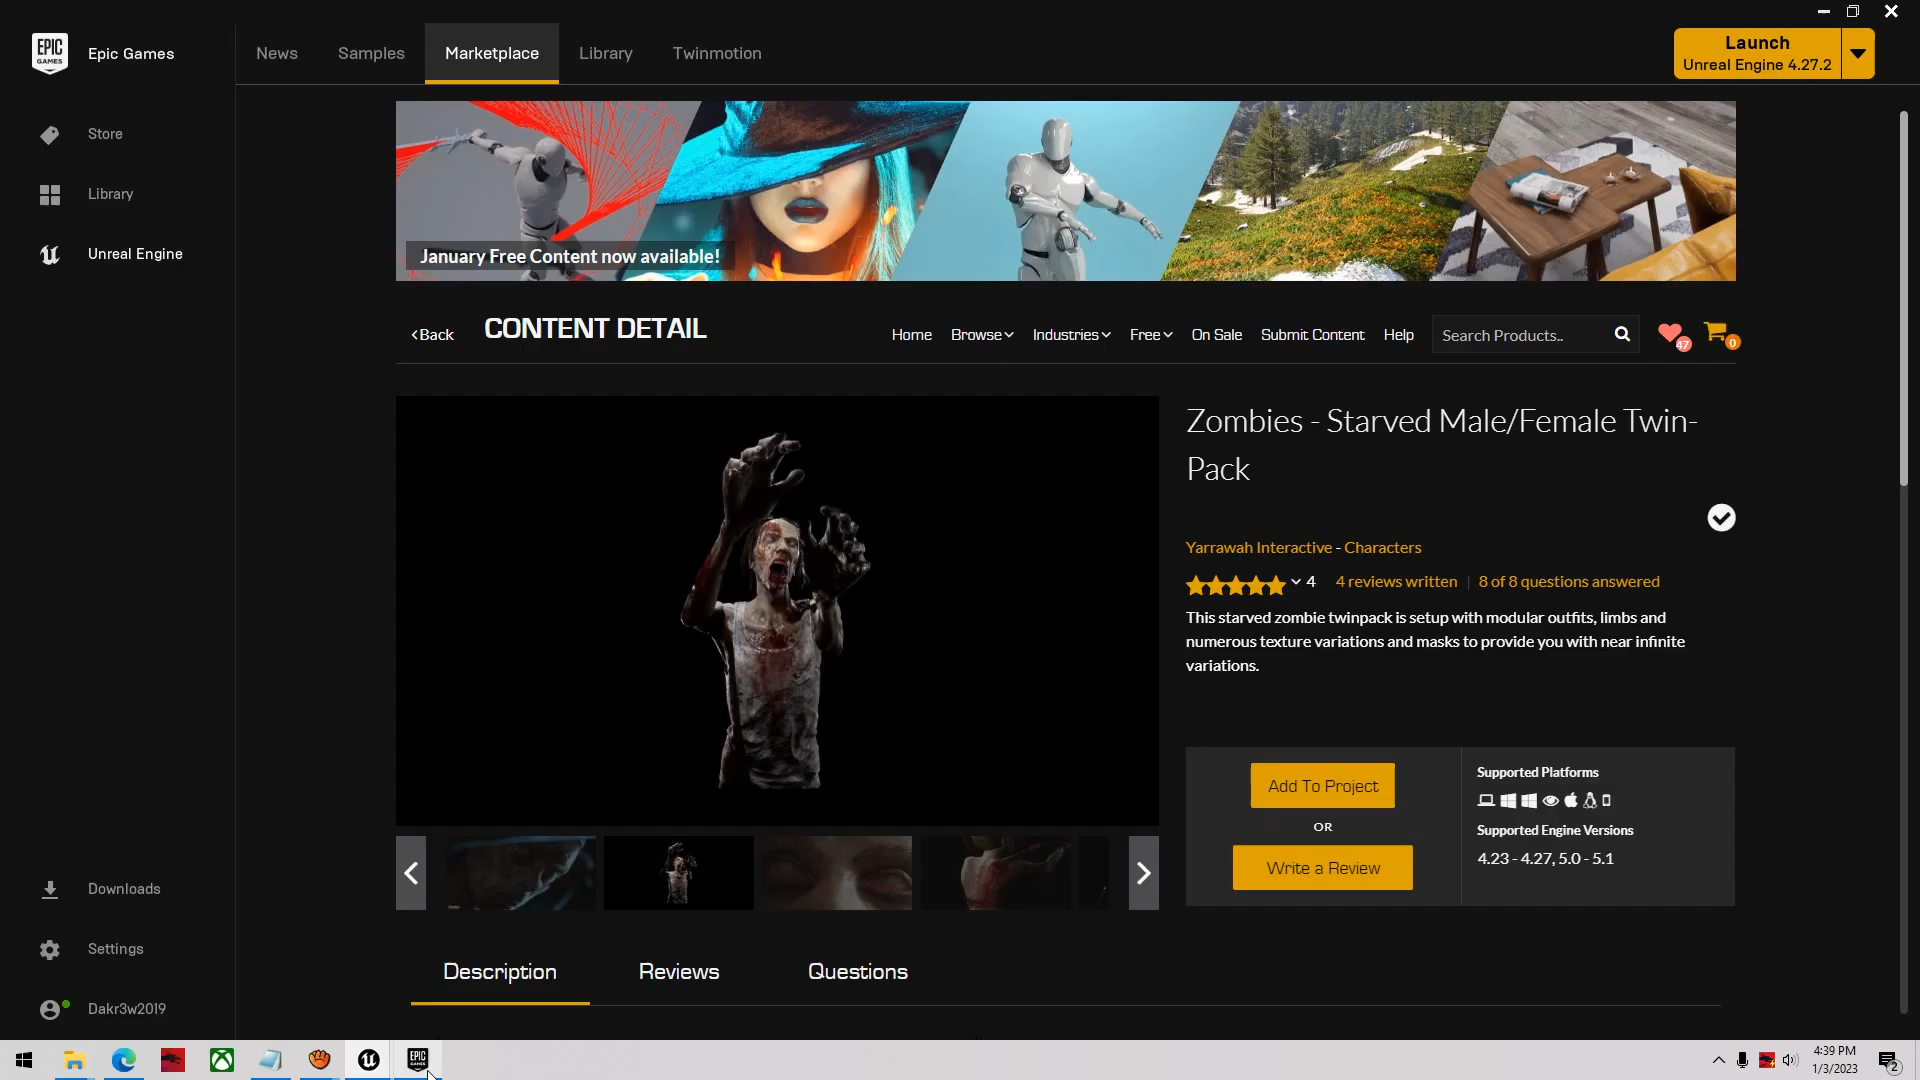 EPIC GAMES
Epic Games
News
Samples
Marketplace
Library
Twinmotion
Launch
Unreal Engine 4.27.2
Store
Library
Unreal Engine
January Free Content now available!
Back
CONTENT DETAIL
Home
Browse
Industries
Free
On Sale
Submit Content
Help
Search Products..
47
0
Zombies - Starved Male/Female Twin-
Pack
Yarrawah Interactive - Characters
4
4 reviews written
8 of 8 questions answered
This starved zombie twinpack is setup with modular outfits, limbs and
numerous texture variations and masks to provide you with near infinite
variations.
Add To Project
OR
Write a Review
Supported Platforms
Supported Engine Versions
4.23 - 4.27, 5.0 - 5.1
Description
Reviews
Questions
Downloads
Settings
Dakr3w2019
EPIC GAMES
4:39 PM
1/3/2023
2